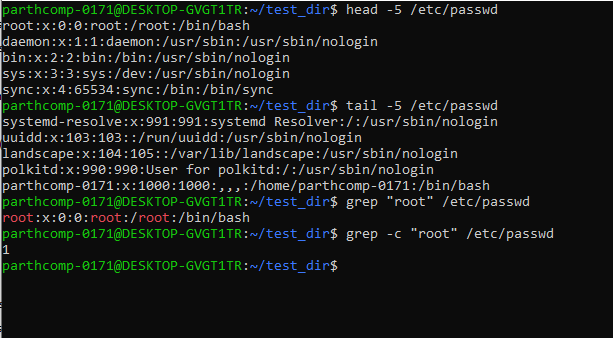 parthcomp-0171@DESKTOP-GVGT1TR:~/test_dir$ head -5 /etc/passwd
root:x:0:0:root:/root:/bin/bash
daemon:x:1:1:daemon:/usr/sbin:/usr/sbin/nologin
bin:x:2:2:bin:/bin:/usr/sbin/nologin
sys:x:3:3:sys:/dev:/usr/sbin/nologin
sync:x:4:65534:sync:/bin:/bin/sync
parthcomp-0171@DESKTOP-GVGT1TR:~/test_dir$ tail -5 /etc/passwd
systemd-resolve:x:991:991:systemd Resolver:/:/usr/sbin/nologin
uuidd:x:103:103::/run/uuidd:/usr/sbin/nologin
landscape:x:104:105::/var/lib/landscape:/usr/sbin/nologin
polkitd:x:990:990:User for polkitd:/:/usr/sbin/nologin
parthcomp-0171:x:1000:1000:,,,:/home/parthcomp-0171:/bin/bash
parthcomp-0171@DESKTOP-GVGT1TR:~/test_dir$ grep "root" /etc/passwd
root:x:0:0:root:/root:/bin/bash
parthcomp-0171@DESKTOP-GVGT1TR:~/test_dir$ grep -c "root" /etc/passwd
1
parthcomp-0171@DESKTOP-GVGT1TR:~/test_dir$